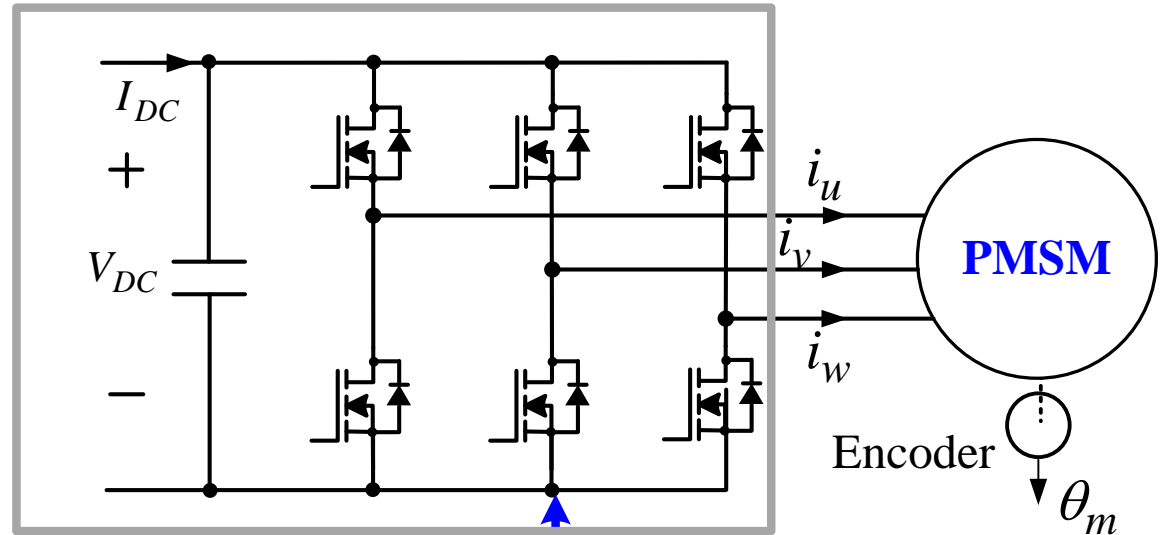 I_DC
+
V_DC
−
i_u
i_v
i_w
PMSM
Encoder
θ_m